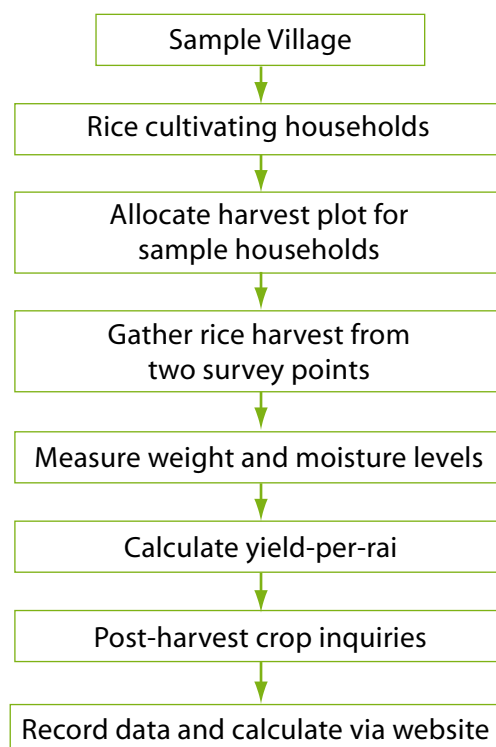 Sample Village
Rice cultivating households
Allocate harvest plot for
sample households
Gather rice harvest from
two survey points
Measure weight and moisture levels
Calculate yield-per-rai
Post-harvest crop inquiries
Record data and calculate via website